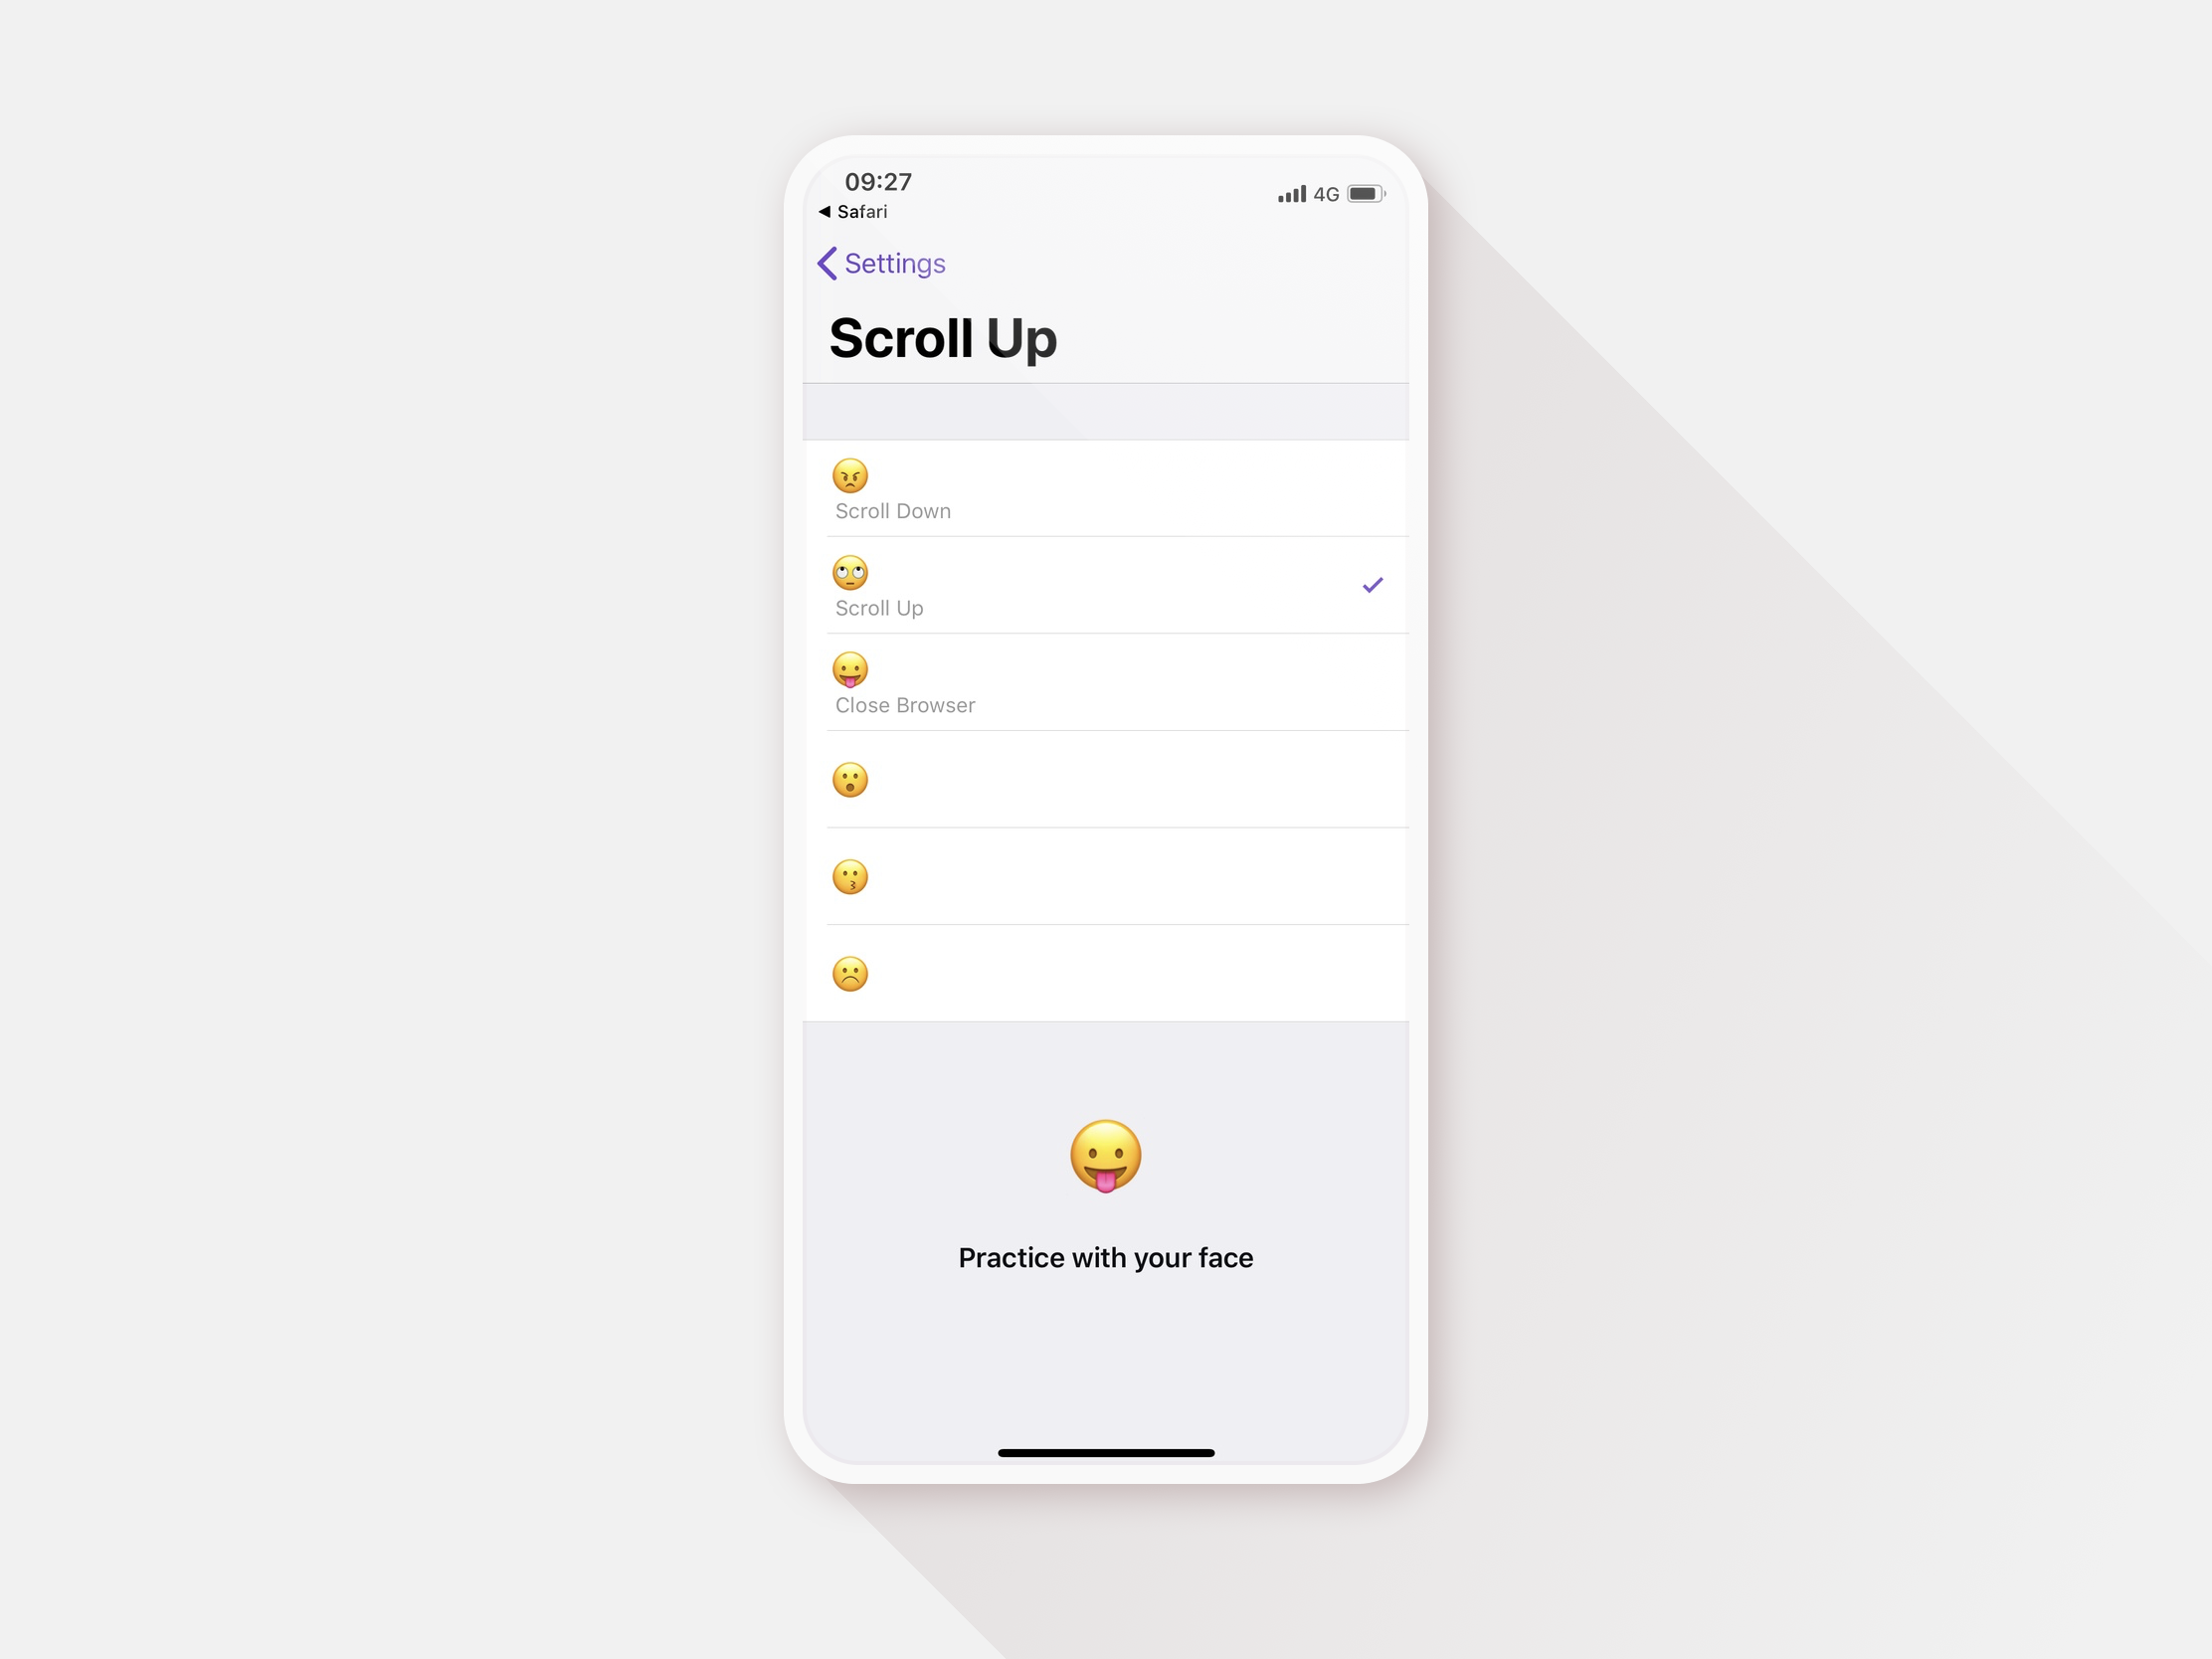 09:27
4G
◀ Safari
Settings
Scroll Up
Scroll Down
Scroll Up
Close Browser
Practice with your face